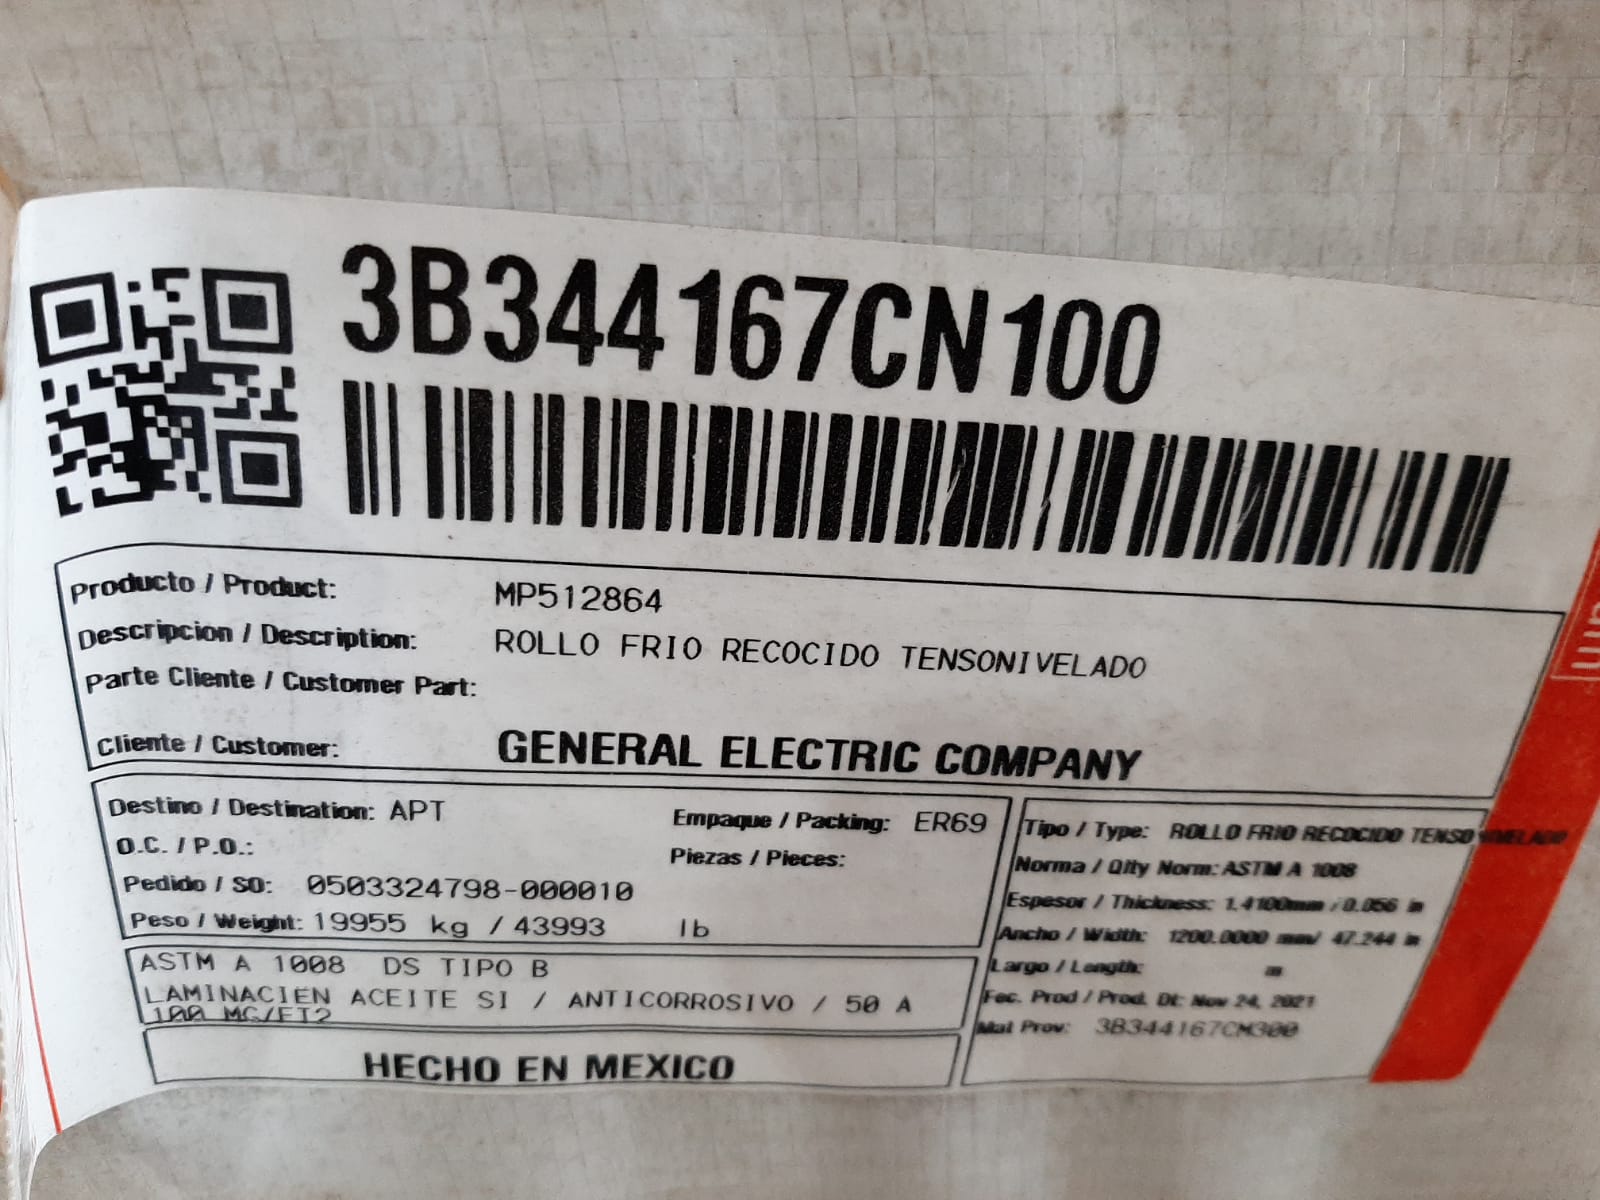 3B344167CN100
Producto / Product: MP512864
Descripcion / Description: ROLLO FRIO RECOCIDO TENSONIVELADO
Parte Cliente / Customer Part:
Cliente / Customer: GENERAL ELECTRIC COMPANY
Destino / Destination: APT
Empaque / Packing: ER69
O.C. / P.O.:
Piezas / Pieces:
Pedido / SO: 0503324798-000010
Peso / Weight: 19955 kg / 43993 lb
ASTM A 1008 DS TIPO B
LAMINACIEN ACEITE SI / ANTICORROSIVO / 50 A
100 MG/FT2
HECHO EN MEXICO
Tipo / Type: ROLLO FRIO RECOCIDO TENSONIVELADO
Norma / Qlty Norm: ASTM A 1008
Espesor / Thickness: 1.4100mm / 0.056 in
Ancho / Width: 1200.0000 mm/ 47.244 in
Largo / Length: m
Fec. Prod / Prod. Dt: Nov 24, 2021
Mat Prov: 3B344167CM300